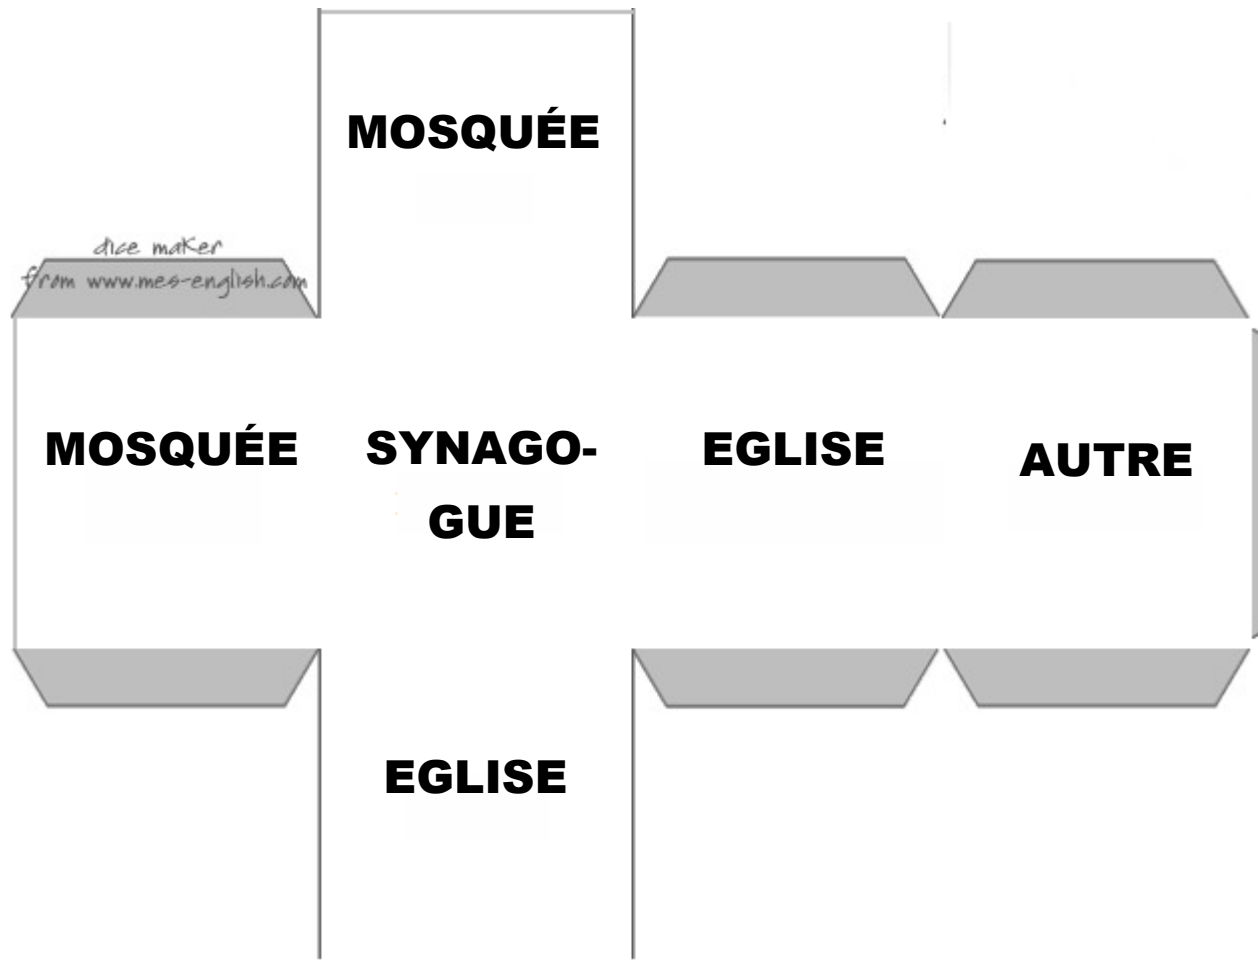 MOSQUÉE
dice maker
from www.mes-english.com
MOSQUÉE
SYNAGO-
GUE
EGLISE
AUTRE
EGLISE